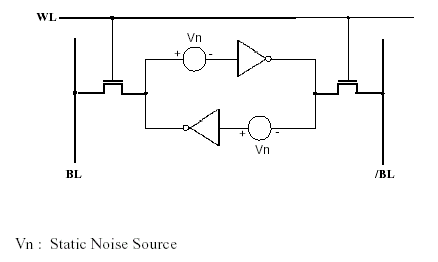 WL
Vn
+ -
+ -
Vn
BL /BL
Vn : Static Noise Source